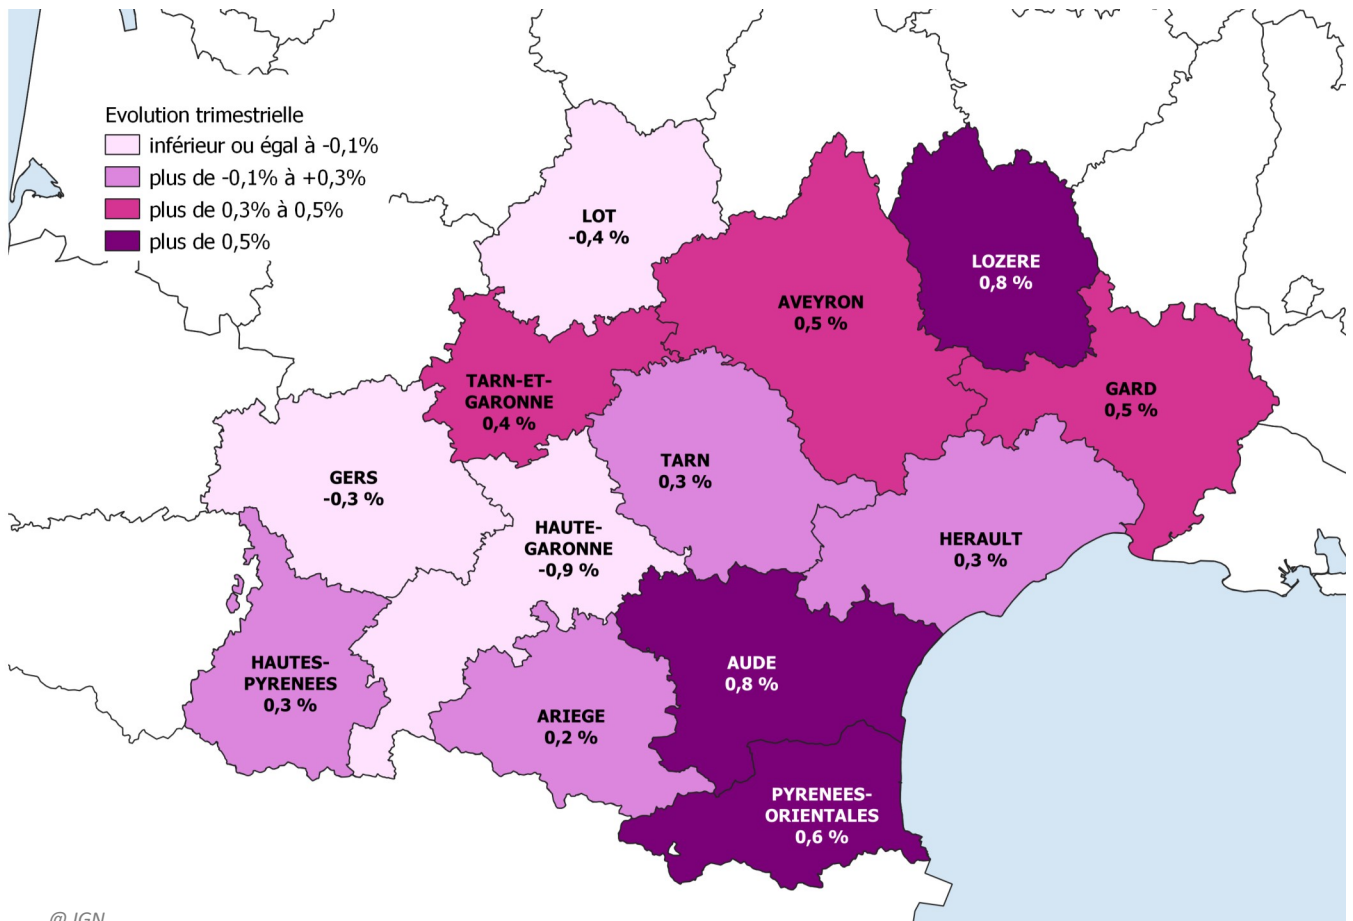 Evolution trimestrielle
inférieur ou égal à -0,1%
plus de -0,1% à +0,3%
plus de 0,3% à 0,5%
plus de 0,5%
LOT
-0,4 %
LOZERE
0,8 %
AVEYRON
0,5 %
TARN-ET-
GARONNE
0,4 %
GARD
0,5 %
TARN
0,3 %
GERS
-0,3 %
HAUTE-
GARONNE
-0,9 %
HERAULT
0,3 %
HAUTES-
PYRENEES
0,3 %
AUDE
0,8 %
ARIEGE
0,2 %
PYRENEES-
ORIENTALES
0,6 %
@ IGN